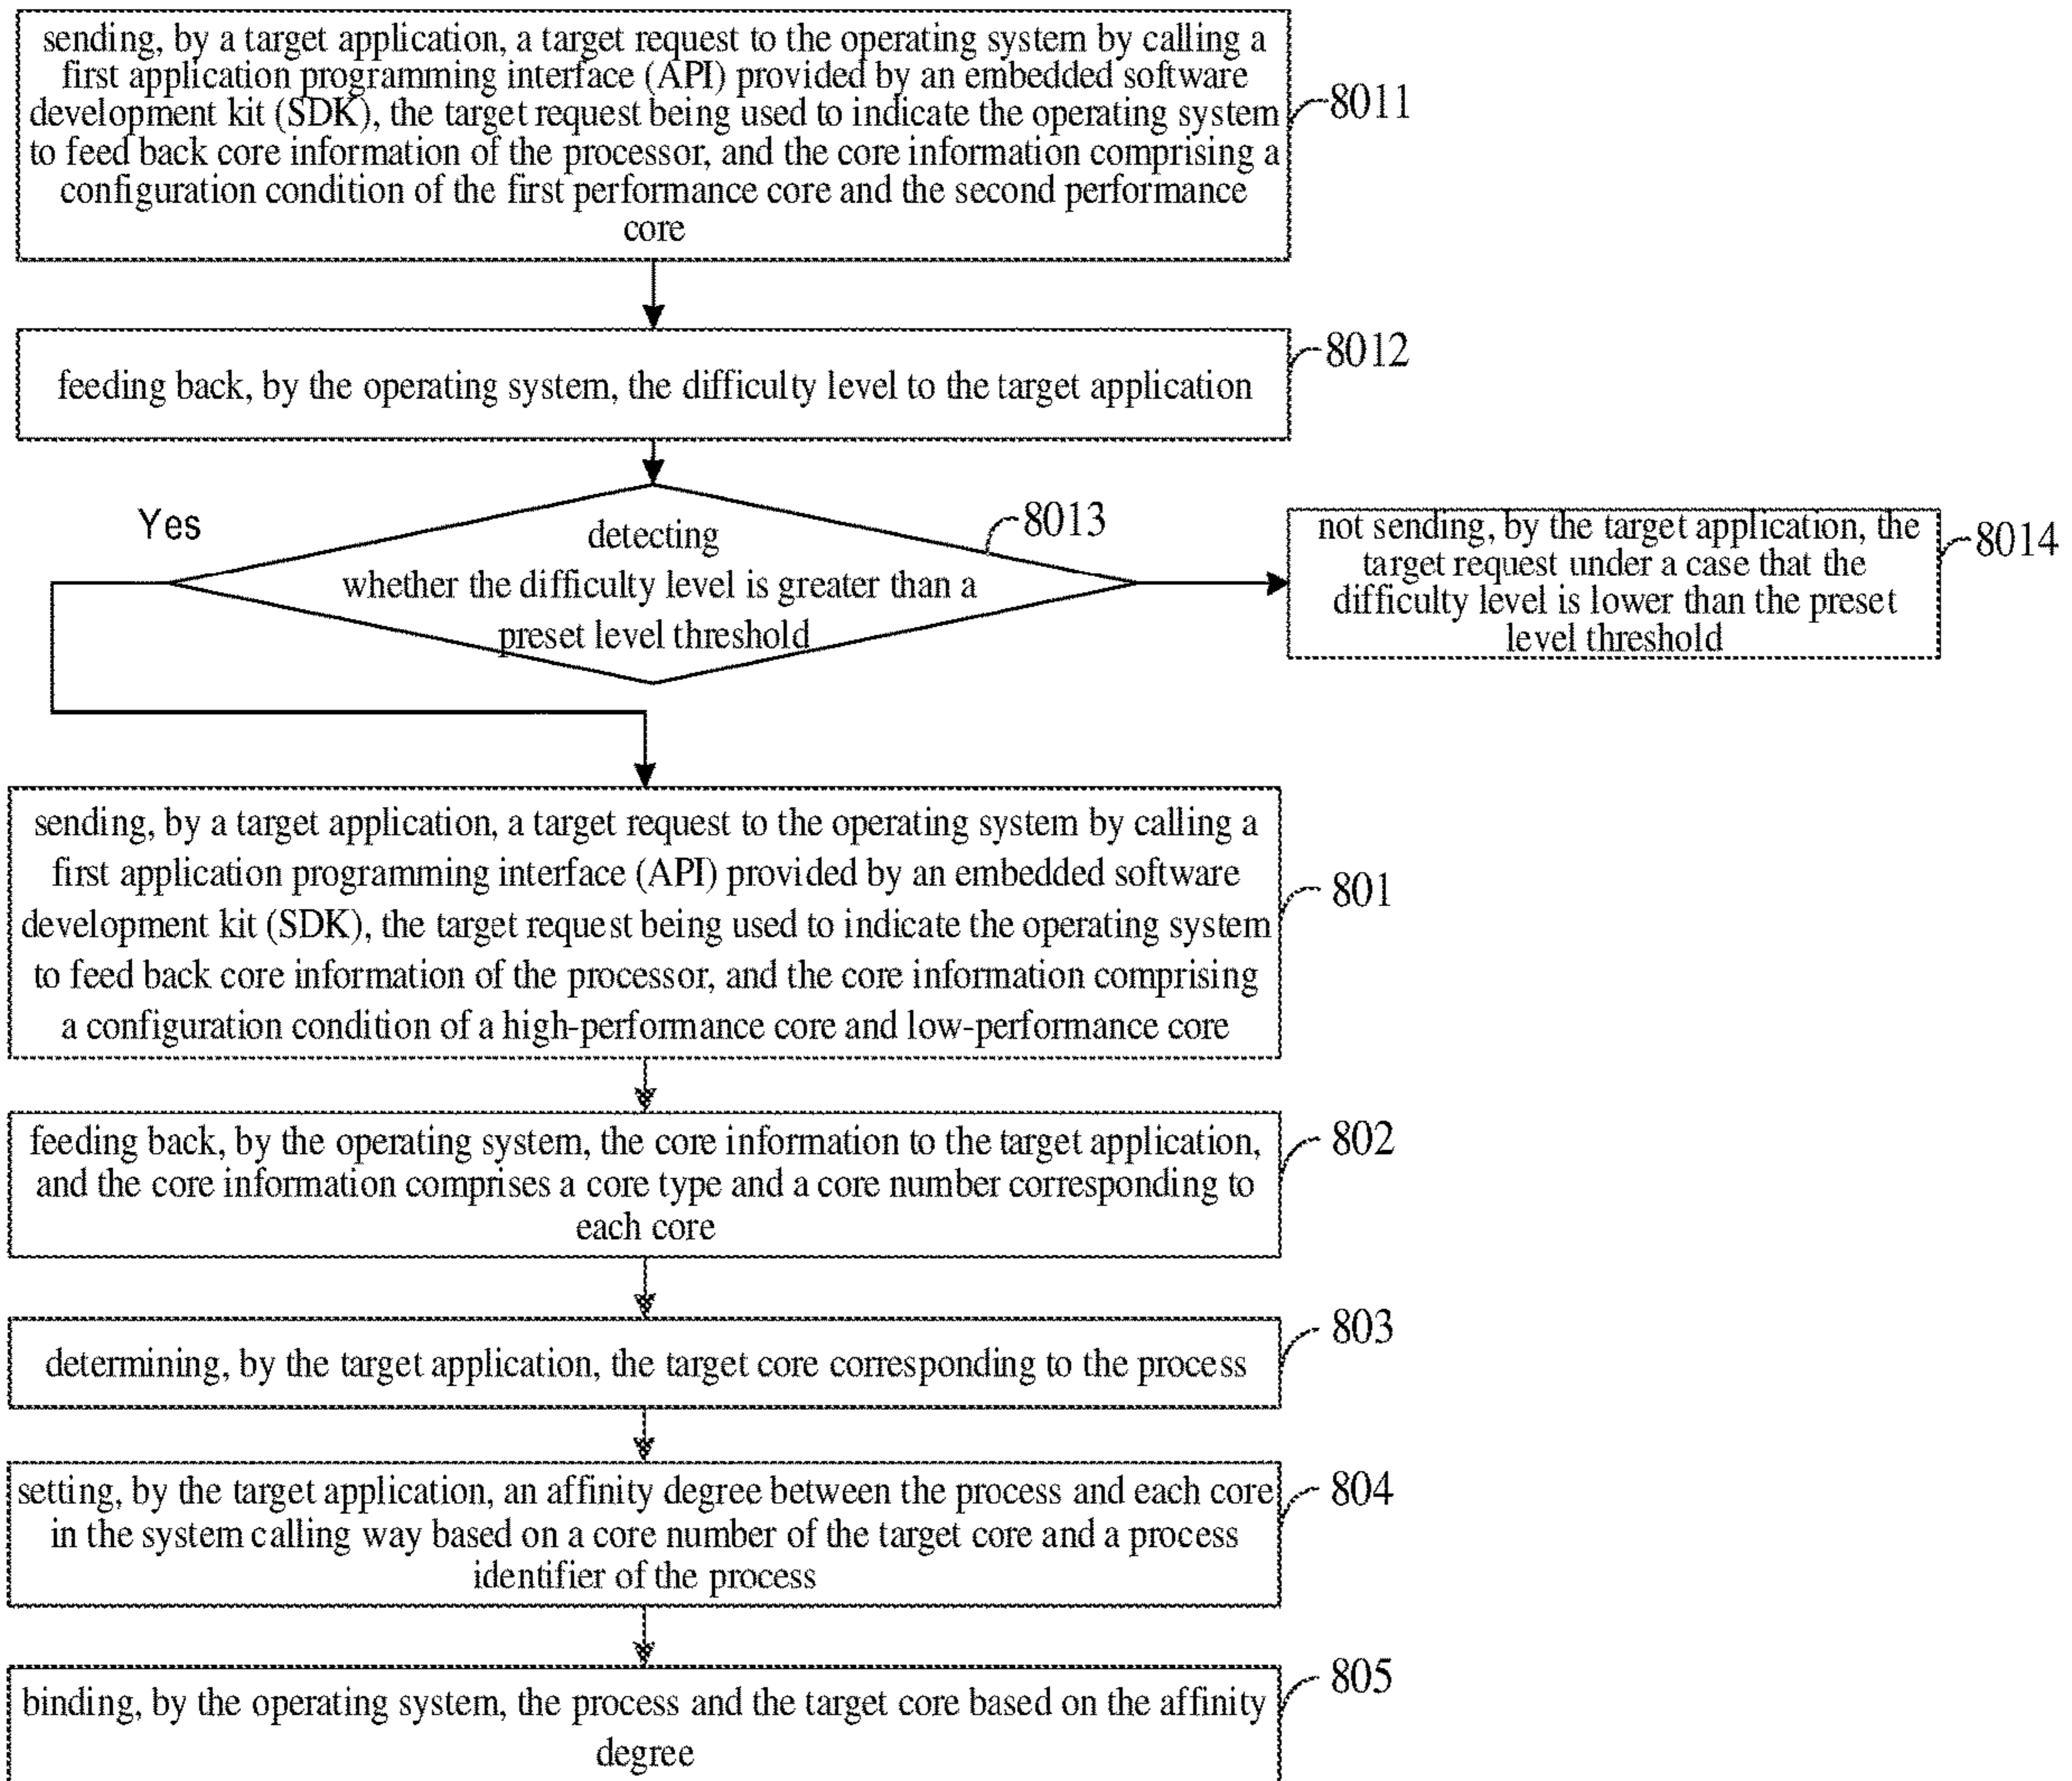 sending, by a target application, a target request to the operating system by calling a
first application programming interface (API) provided by an embedded software
development kit (SDK), the target request being used to indicate the operating system
to feed back core information of the processor, and the core information comprising a
configuration condition of the first performance core and the second performance
core
8011
feeding back, by the operating system, the difficulty level to the target application
8012
Yes
detecting
whether the difficulty level is greater than a
preset level threshold
8013
not sending, by the target application, the
target request under a case that the
difficulty level is lower than the preset
level threshold
8014
sending, by a target application, a target request to the operating system by calling a
first application programming interface (API) provided by an embedded software
development kit (SDK), the target request being used to indicate the operating system
to feed back core information of the processor, and the core information comprising
a configuration condition of a high-performance core and low-performance core
801
feeding back, by the operating system, the core information to the target application,
and the core information comprises a core type and a core number corresponding to
each core
802
determining, by the target application, the target core corresponding to the process
803
setting, by the target application, an affinity degree between the process and each core
in the system calling way based on a core number of the target core and a process
identifier of the process
804
binding, by the operating system, the process and the target core based on the affinity
degree
805